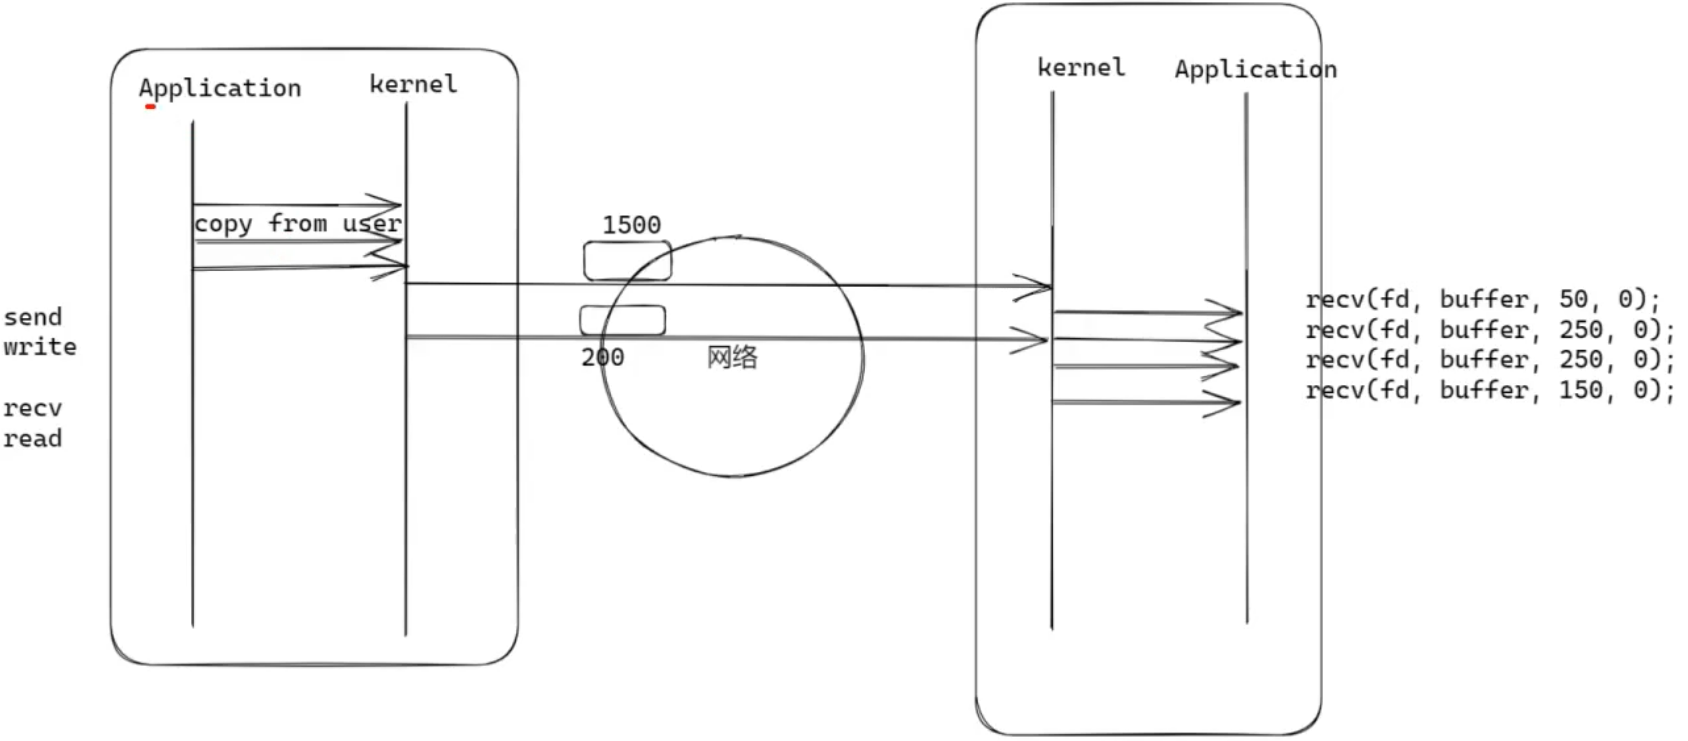 Application
kernel
copy from user
send
write
recv
read
1500
200
网络
kernel
Application
recv(fd, buffer, 50, 0);
recv(fd, buffer, 250, 0);
recv(fd, buffer, 250, 0);
recv(fd, buffer, 150, 0);